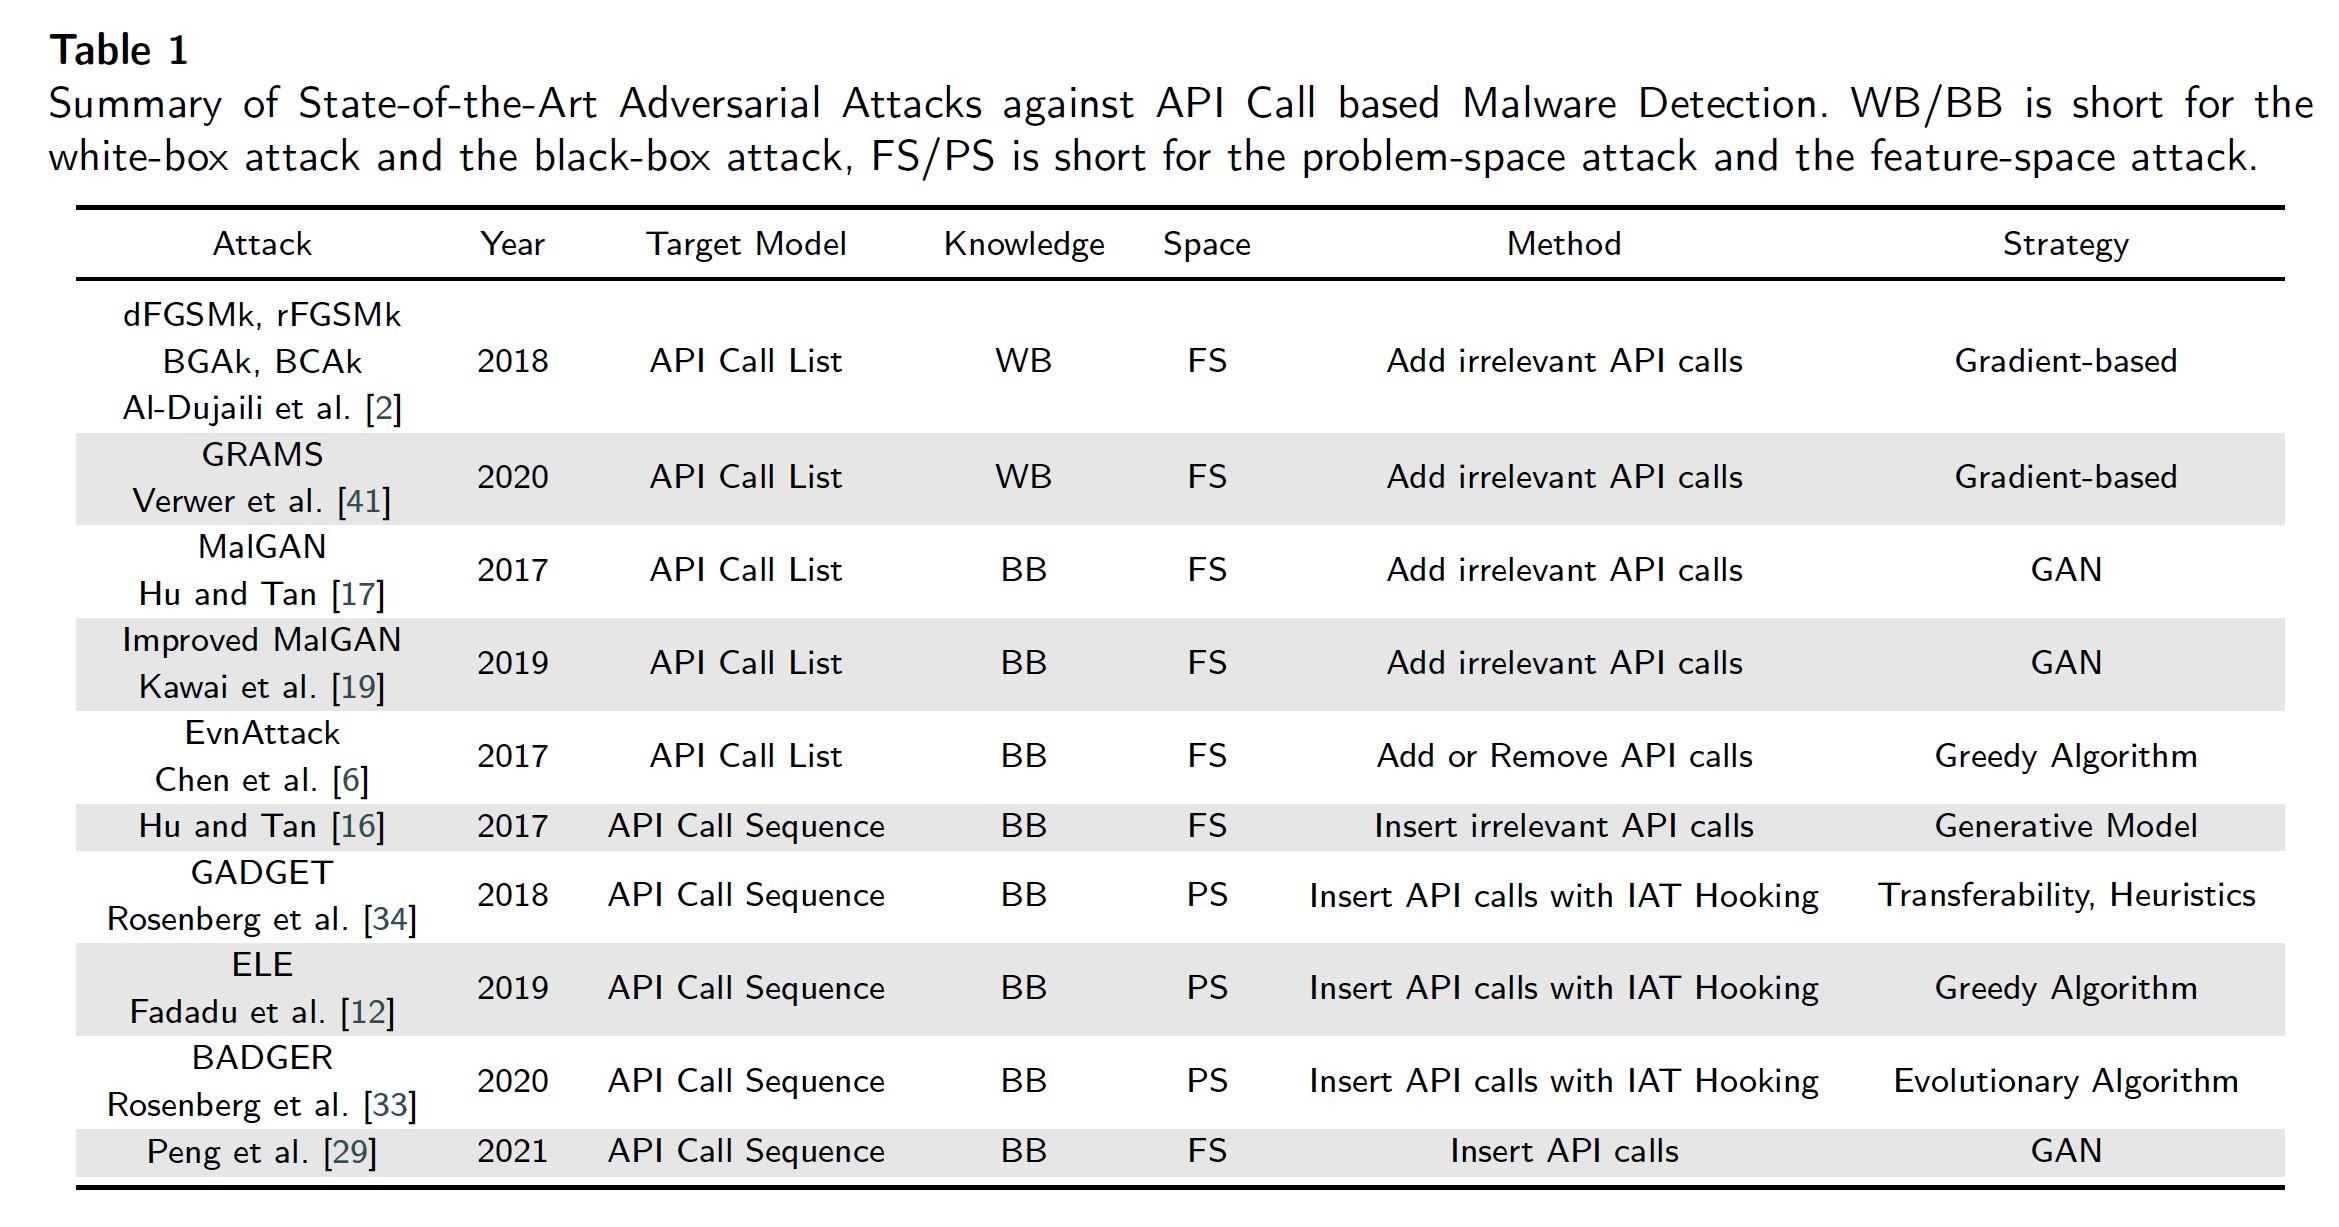 Table 1
Summary of State-of-the-Art Adversarial Attacks against API Call based Malware Detection. WB/BB is short for the
white-box attack and the black-box attack, FS/PS is short for the problem-space attack and the feature-space attack.
Attack Year Target Model Knowledge Space Method Strategy
dFGSMk, rFGSMk
BGAk, BCAk 2018 API Call List WB FS Add irrelevant API calls Gradient-based
Al-Dujaili et al. [2]
GRAMS
2020 API Call List WB FS Add irrelevant API calls Gradient-based
Verwer et al. [41]
MalGAN
2017 API Call List BB FS Add irrelevant API calls GAN
Hu and Tan [17]
Improved MalGAN
2019 API Call List BB FS Add irrelevant API calls GAN
Kawai et al. [19]
EvnAttack
2017 API Call List BB FS Add or Remove API calls Greedy Algorithm
Chen et al. [6]
Hu and Tan [16] 2017 API Call Sequence BB FS Insert irrelevant API calls Generative Model
GADGET
2018 API Call Sequence BB PS Insert API calls with IAT Hooking Transferability, Heuristics
Rosenberg et al. [34]
ELE
2019 API Call Sequence BB PS Insert API calls with IAT Hooking Greedy Algorithm
Fadadu et al. [12]
BADGER
2020 API Call Sequence BB PS Insert API calls with IAT Hooking Evolutionary Algorithm
Rosenberg et al. [33]
Peng et al. [29] 2021 API Call Sequence BB FS Insert API calls GAN